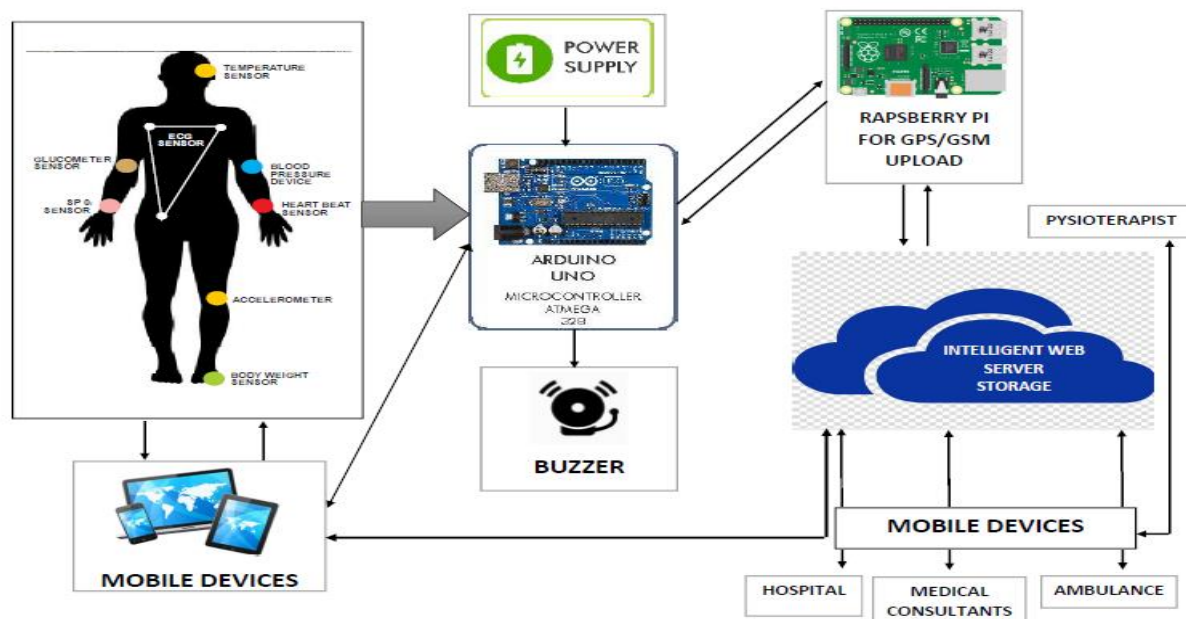 TEMPERATURE
SENSOR
ECG
SENSOR
GLUCOMETER
SENSOR
BLOOD
PRESSURE
DEVICE
SENSOR
HEART BEAT
SENSOR
ACCELEROMETER
BODY WEIGHT
SENSOR
MOBILE DEVICES
POWER
SUPPLY
ARDUINO
UNO
MICROCONTROLLER
ATMEGA
328
BUZZER
RAPSBERRY PI
FOR GPS/GSM
UPLOAD
PYSIOTERAPIST
INTELLIGENT WEB
SERVER
STORAGE
MOBILE DEVICES
HOSPITAL
MEDICAL
CONSULTANTS
AMBULANCE